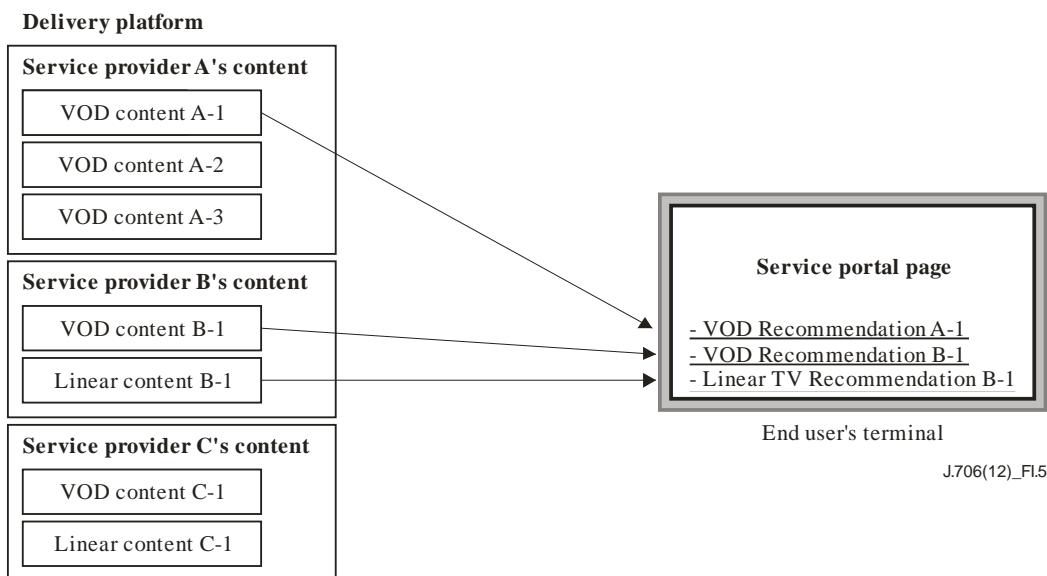 Delivery platform
Service provider A's content
VOD content A-1
VOD content A-2
VOD content A-3
Service provider B's content
VOD content B-1
Linear content B-1
Service provider C's content
VOD content C-1
Linear content C-1
Service portal page
- VOD Recommendation A-1
- VOD Recommendation B-1
- Linear TV Recommendation B-1
End user's terminal
J.706(12)_FI.5